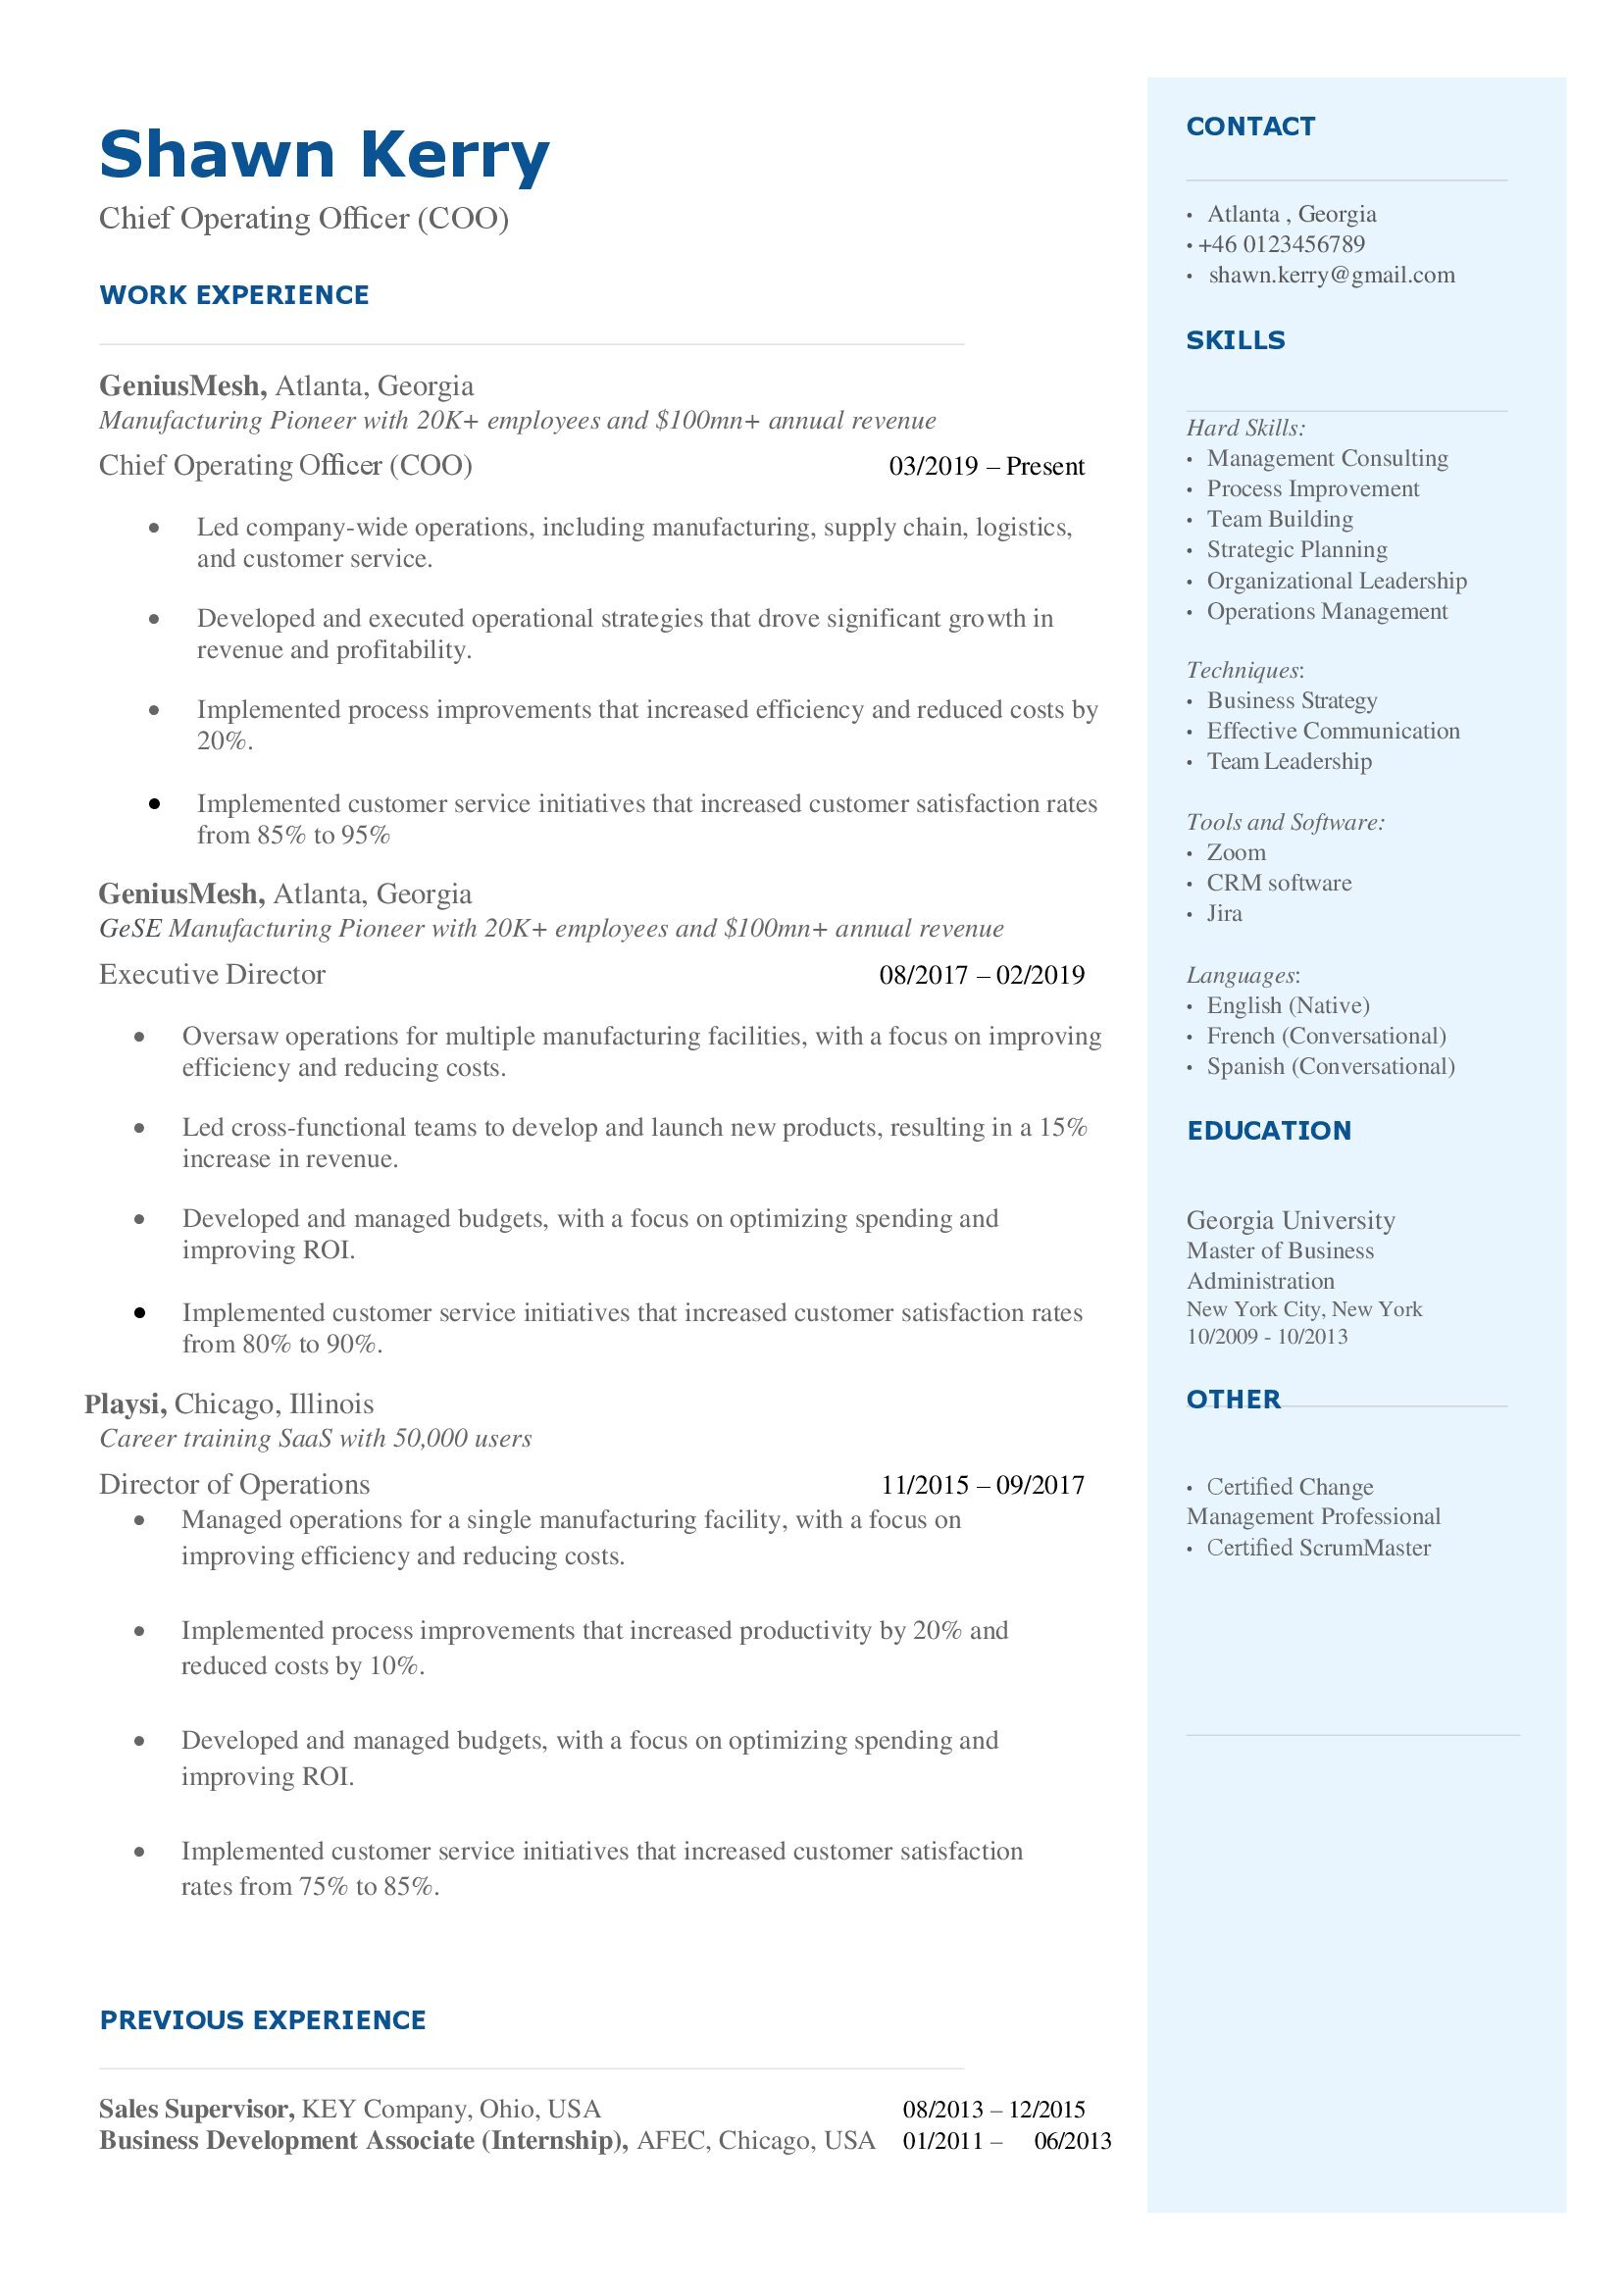 Shawn Kerry
Chief Operating Officer (COO)
WORK EXPERIENCE
GeniusMesh, Atlanta, Georgia
Manufacturing Pioneer with 20K+ employees and $100mn+ annual revenue
Chief Operating Officer (COO) 03/2019 – Present
• Led company-wide operations, including manufacturing, supply chain, logistics,
and customer service.
• Developed and executed operational strategies that drove significant growth in
revenue and profitability.
• Implemented process improvements that increased efficiency and reduced costs by
20%.
• Implemented customer service initiatives that increased customer satisfaction rates
from 85% to 95%
GeniusMesh, Atlanta, Georgia
GeSE Manufacturing Pioneer with 20K+ employees and $100mn+ annual revenue
Executive Director 08/2017 – 02/2019
• Oversaw operations for multiple manufacturing facilities, with a focus on improving
efficiency and reducing costs.
• Led cross-functional teams to develop and launch new products, resulting in a 15%
increase in revenue.
• Developed and managed budgets, with a focus on optimizing spending and
improving ROI.
• Implemented customer service initiatives that increased customer satisfaction rates
from 80% to 90%.
Playsi, Chicago, Illinois
Career training SaaS with 50,000 users
Director of Operations 11/2015 – 09/2017
• Managed operations for a single manufacturing facility, with a focus on
improving efficiency and reducing costs.
• Implemented process improvements that increased productivity by 20% and
reduced costs by 10%.
• Developed and managed budgets, with a focus on optimizing spending and
improving ROI.
• Implemented customer service initiatives that increased customer satisfaction
rates from 75% to 85%.
PREVIOUS EXPERIENCE
Sales Supervisor, KEY Company, Ohio, USA 08/2013 – 12/2015
Business Development Associate (Internship), AFEC, Chicago, USA 01/2011 – 06/2013
CONTACT
• Atlanta , Georgia
• +46 0123456789
• shawn.kerry@gmail.com
SKILLS
Hard Skills:
• Management Consulting
• Process Improvement
• Team Building
• Strategic Planning
• Organizational Leadership
• Operations Management
Techniques:
• Business Strategy
• Effective Communication
• Team Leadership
Tools and Software:
• Zoom
• CRM software
• Jira
Languages:
• English (Native)
• French (Conversational)
• Spanish (Conversational)
EDUCATION
Georgia University
Master of Business
Administration
New York City, New York
10/2009 - 10/2013
OTHER
• Certified Change
Management Professional
• Certified ScrumMaster